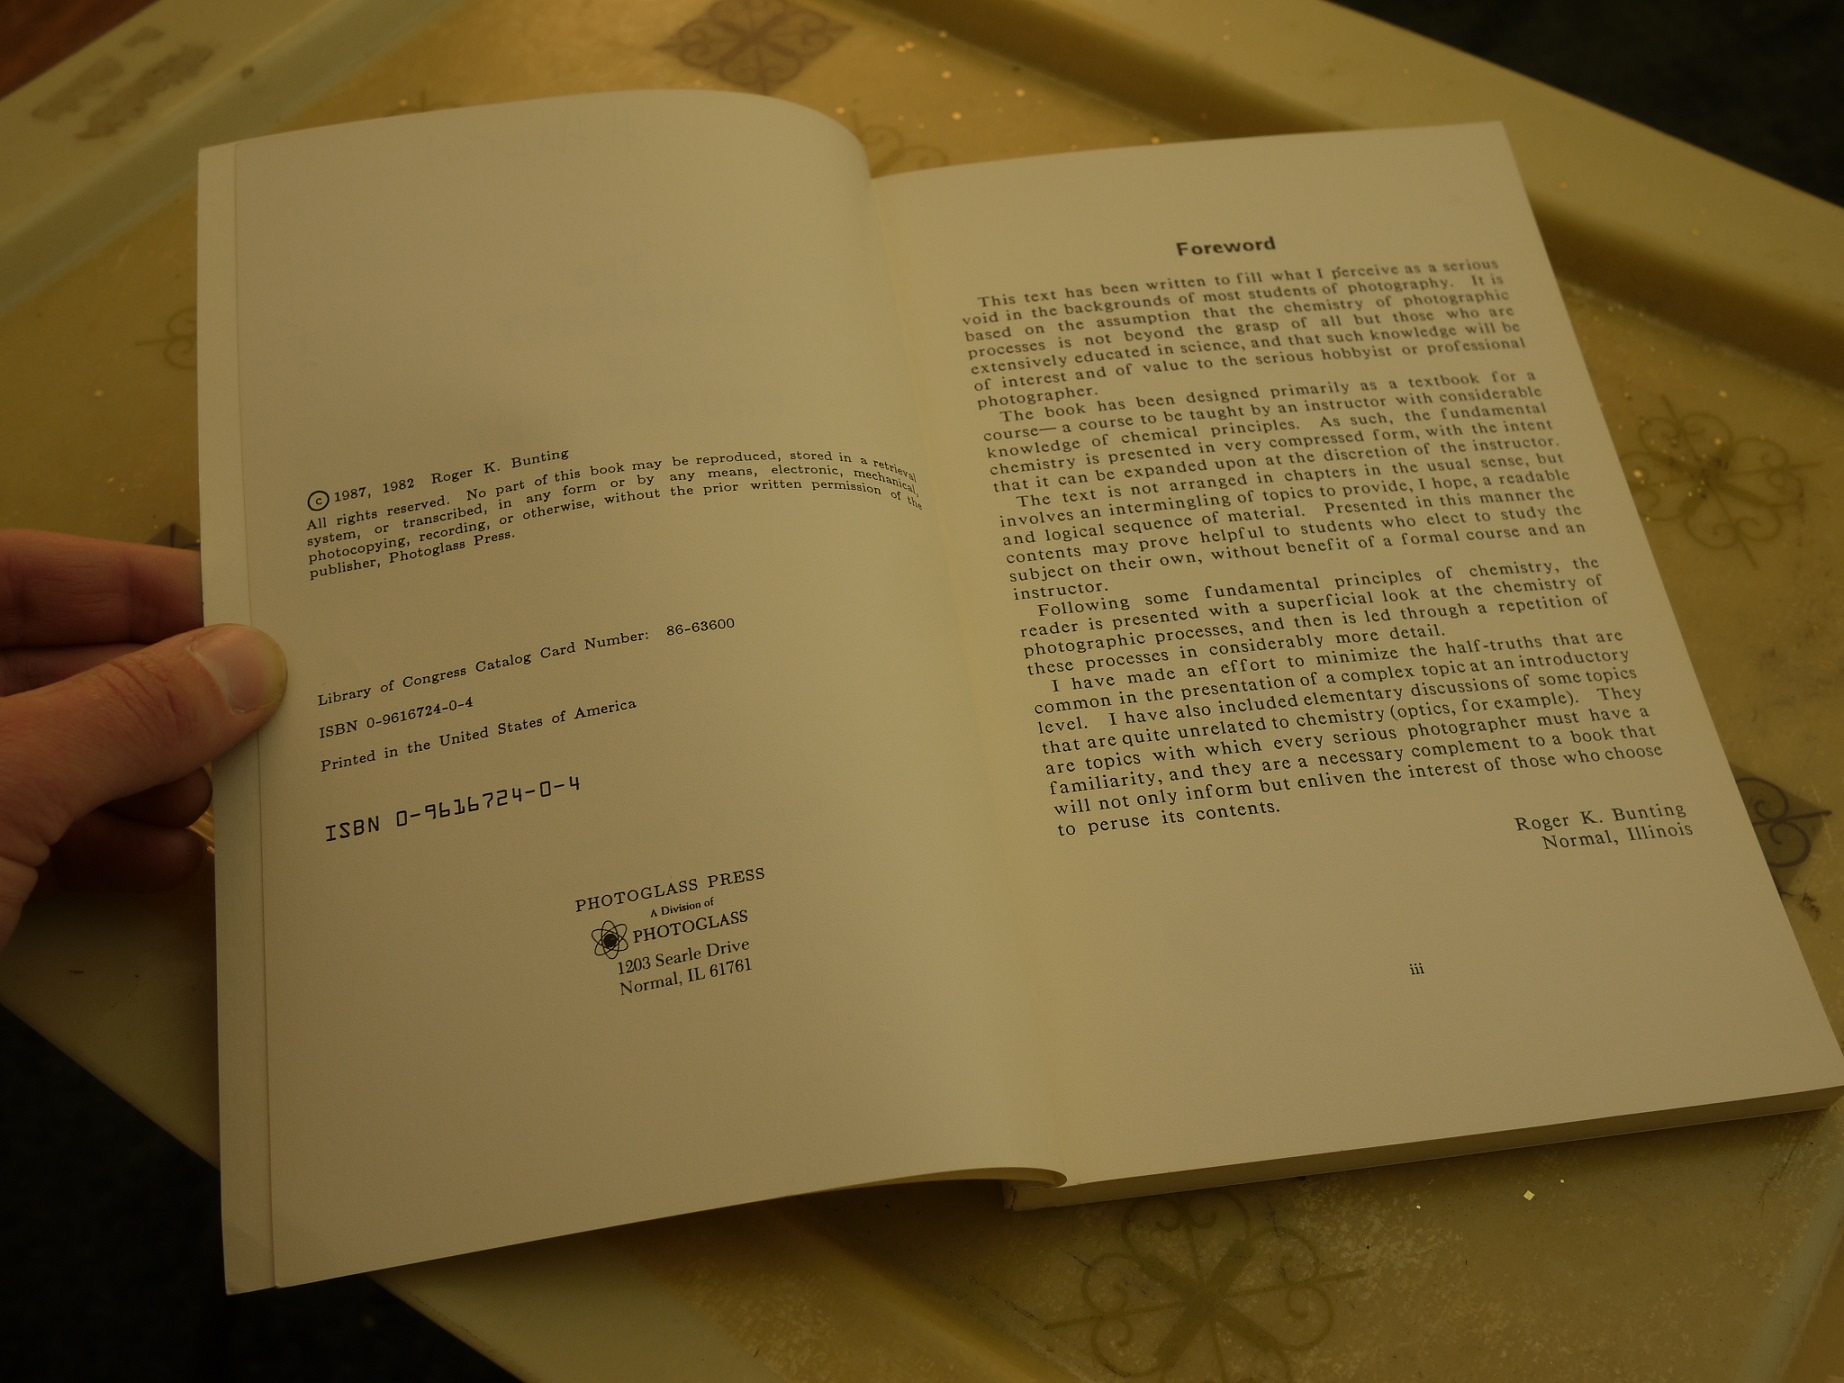 © 1987, 1982 Roger K. Bunting
All rights reserved. No part of this book may be reproduced, stored in a retrieval
system, or transcribed, in any form or by any means, electronic, mechanical,
photocopying, recording, or otherwise, without the prior written permission of the
publisher, Photoglass Press.
Library of Congress Catalog Card Number: 86-63600
ISBN 0-9616724-0-4
Printed in the United States of America
ISBN 0-9616724-0-4
PHOTOGLASS PRESS
A Division of
PHOTOGLASS
1203 Searle Drive
Normal, IL 61761
Foreword
This text has been written to fill what I perceive as a serious
void in the backgrounds of most students of photography. It is
based on the assumption that the chemistry of photographic
processes is not beyond the grasp of all but those who are
extensively educated in science, and that such knowledge will be
of interest and of value to the serious hobbyist or professional
photographer.
The book has been designed primarily as a textbook for a
course— a course to be taught by an instructor with considerable
knowledge of chemical principles. As such, the fundamental
chemistry is presented in very compressed form, with the intent
that it can be expanded upon at the discretion of the instructor.
The text is not arranged in chapters in the usual sense, but
involves an intermingling of topics to provide, I hope, a readable
and logical sequence of material. Presented in this manner the
contents may prove helpful to students who elect to study the
subject on their own, without benefit of a formal course and an
instructor.
Following some fundamental principles of chemistry, the
reader is presented with a superficial look at the chemistry of
photographic processes, and then is led through a repetition of
these processes in considerably more detail.
I have made an effort to minimize the half-truths that are
common in the presentation of a complex topic at an introductory
level. I have also included elementary discussions of some topics
that are quite unrelated to chemistry (optics, for example). They
are topics with which every serious photographer must have a
familiarity, and they are a necessary complement to a book that
will not only inform but enliven the interest of those who choose
to peruse its contents.
Roger K. Bunting
Normal, Illinois
iii